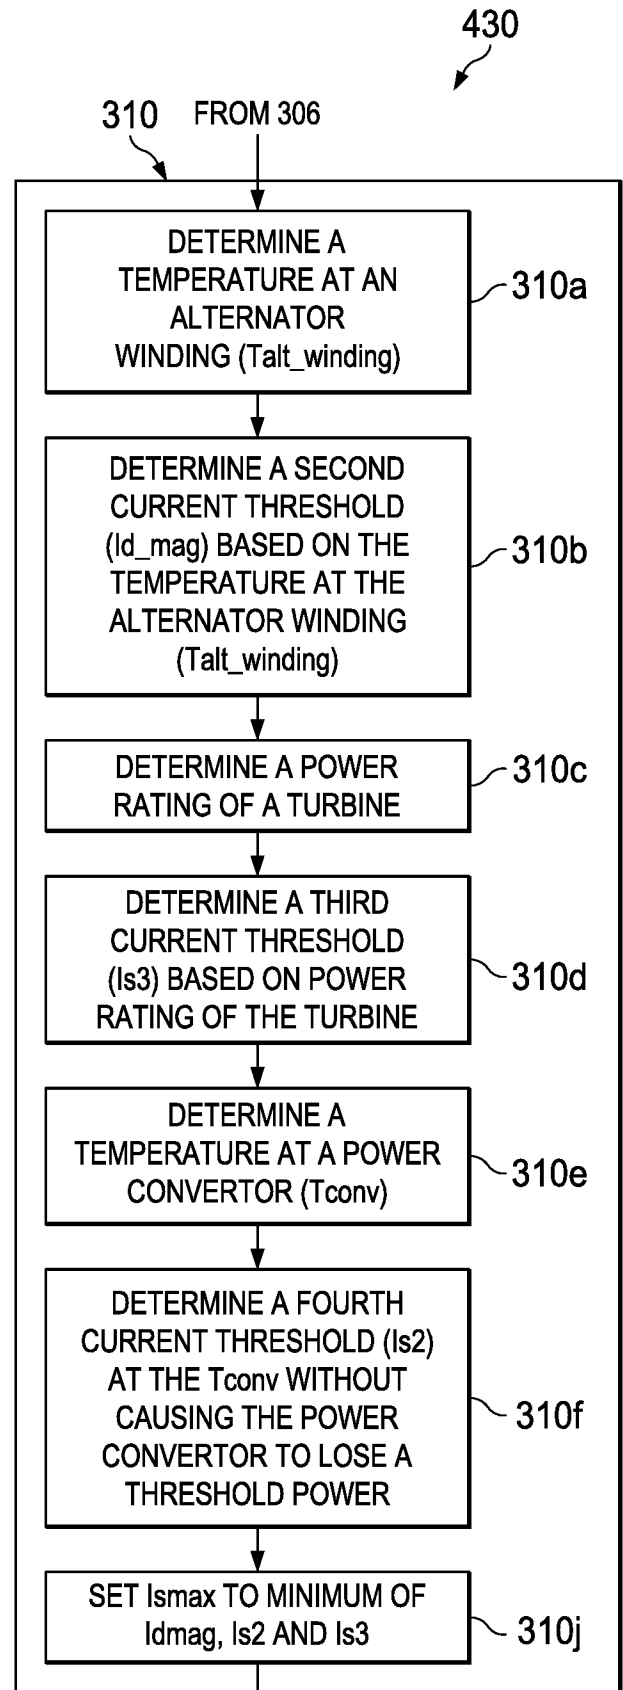 430
310 FROM 306
DETERMINE A
TEMPERATURE AT AN
ALTERNATOR
WINDING (Talt_winding)
310a
DETERMINE A SECOND
CURRENT THRESHOLD
(Id_mag) BASED ON THE
TEMPERATURE AT THE
ALTERNATOR WINDING
(Talt_winding)
310b
DETERMINE A POWER
RATING OF A TURBINE
310c
DETERMINE A THIRD
CURRENT THRESHOLD
(Is3) BASED ON POWER
RATING OF THE TURBINE
310d
DETERMINE A
TEMPERATURE AT A POWER
CONVERTOR (Tconv)
310e
DETERMINE A FOURTH
CURRENT THRESHOLD (Is2)
AT THE Tconv WITHOUT
CAUSING THE POWER
CONVERTOR TO LOSE A
THRESHOLD POWER
310f
SET Ismax TO MINIMUM OF
Idmag, Is2 AND Is3
310j